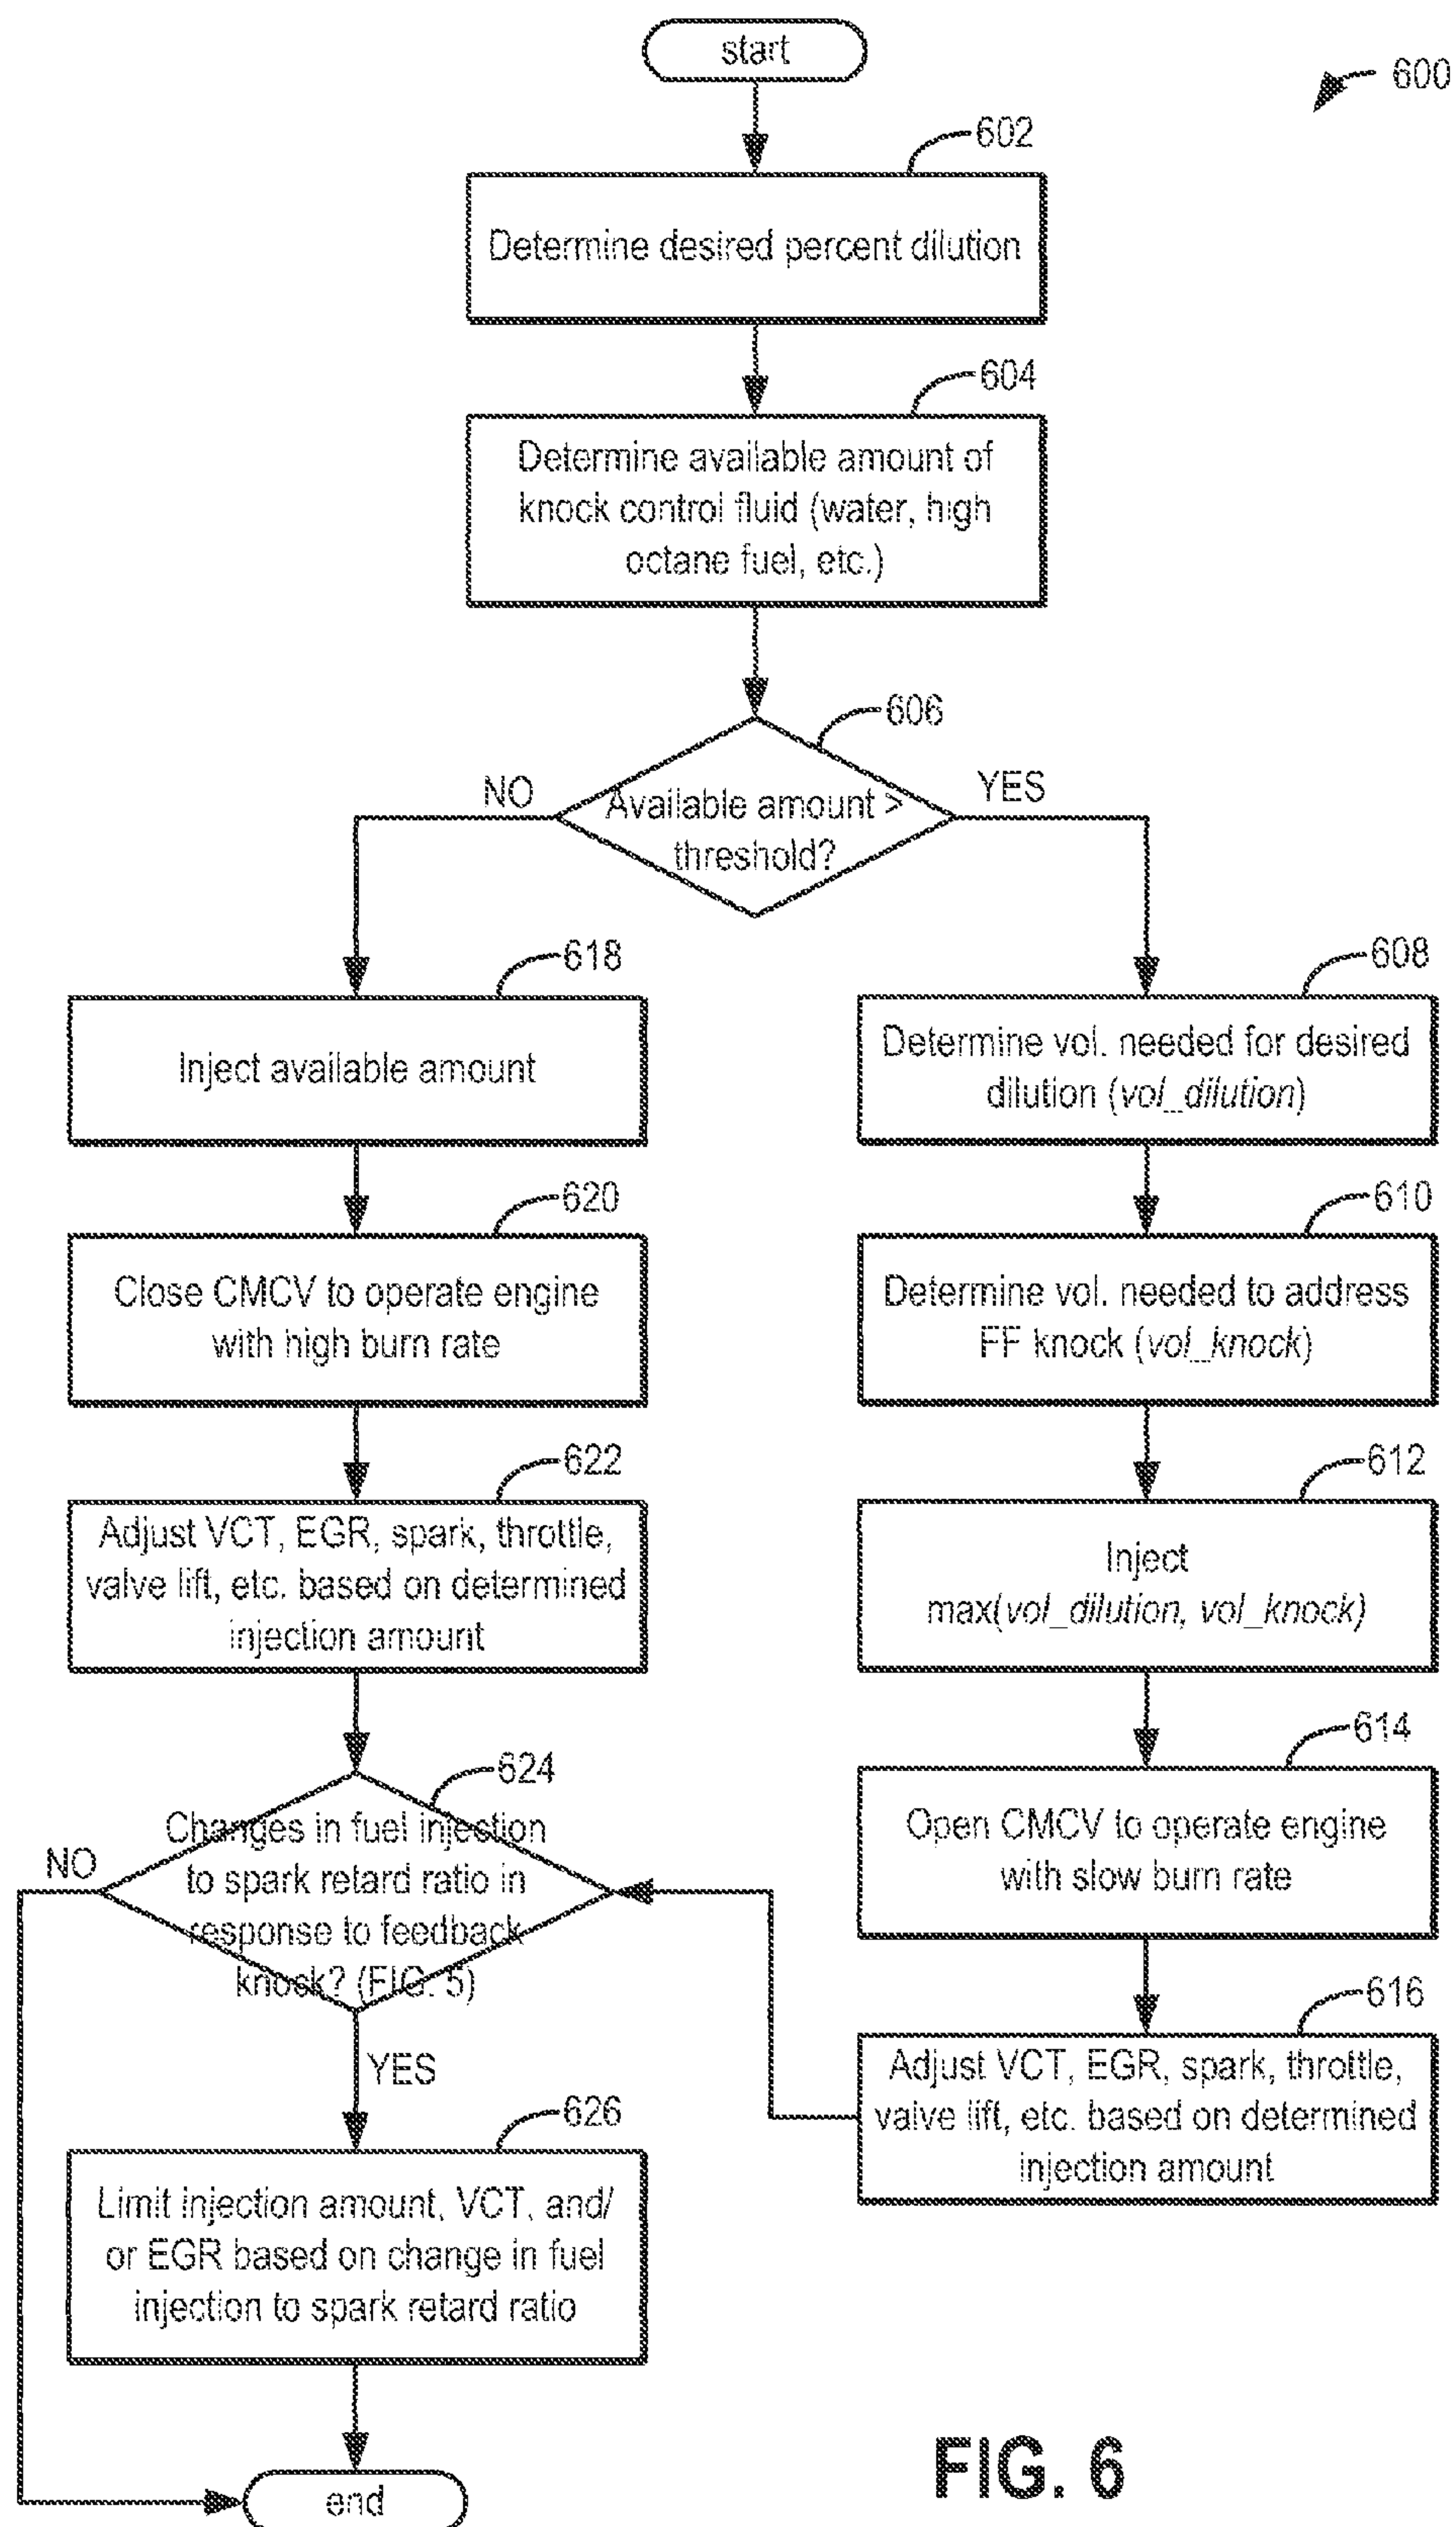 start
600
602
Determine desired percent dilution
604
Determine available amount of
knock control fluid (water, high
octane fuel, etc.)
606
NO
YES
Available amount >
threshold?
618
Inject available amount
620
Close CMCV to operate engine
with high burn rate
622
Adjust VCT, EGR, spark, throttle,
valve lift, etc. based on determined
injection amount
608
Determine vol. needed for desired
dilution (vol_dilution)
610
Determine vol. needed to address
FF knock (vol_knock)
612
Inject
max(vol_dilution, vol_knock)
614
Open CMCV to operate engine
with slow burn rate
616
Adjust VCT, EGR, spark, throttle,
valve lift, etc. based on determined
injection amount
624
Changes in fuel injection
to spark retard ratio in
response to feedback
knock? (FIG. 5)
NO
YES
626
Limit injection amount, VCT, and/
or EGR based on change in fuel
injection to spark retard ratio
end
FIG. 6